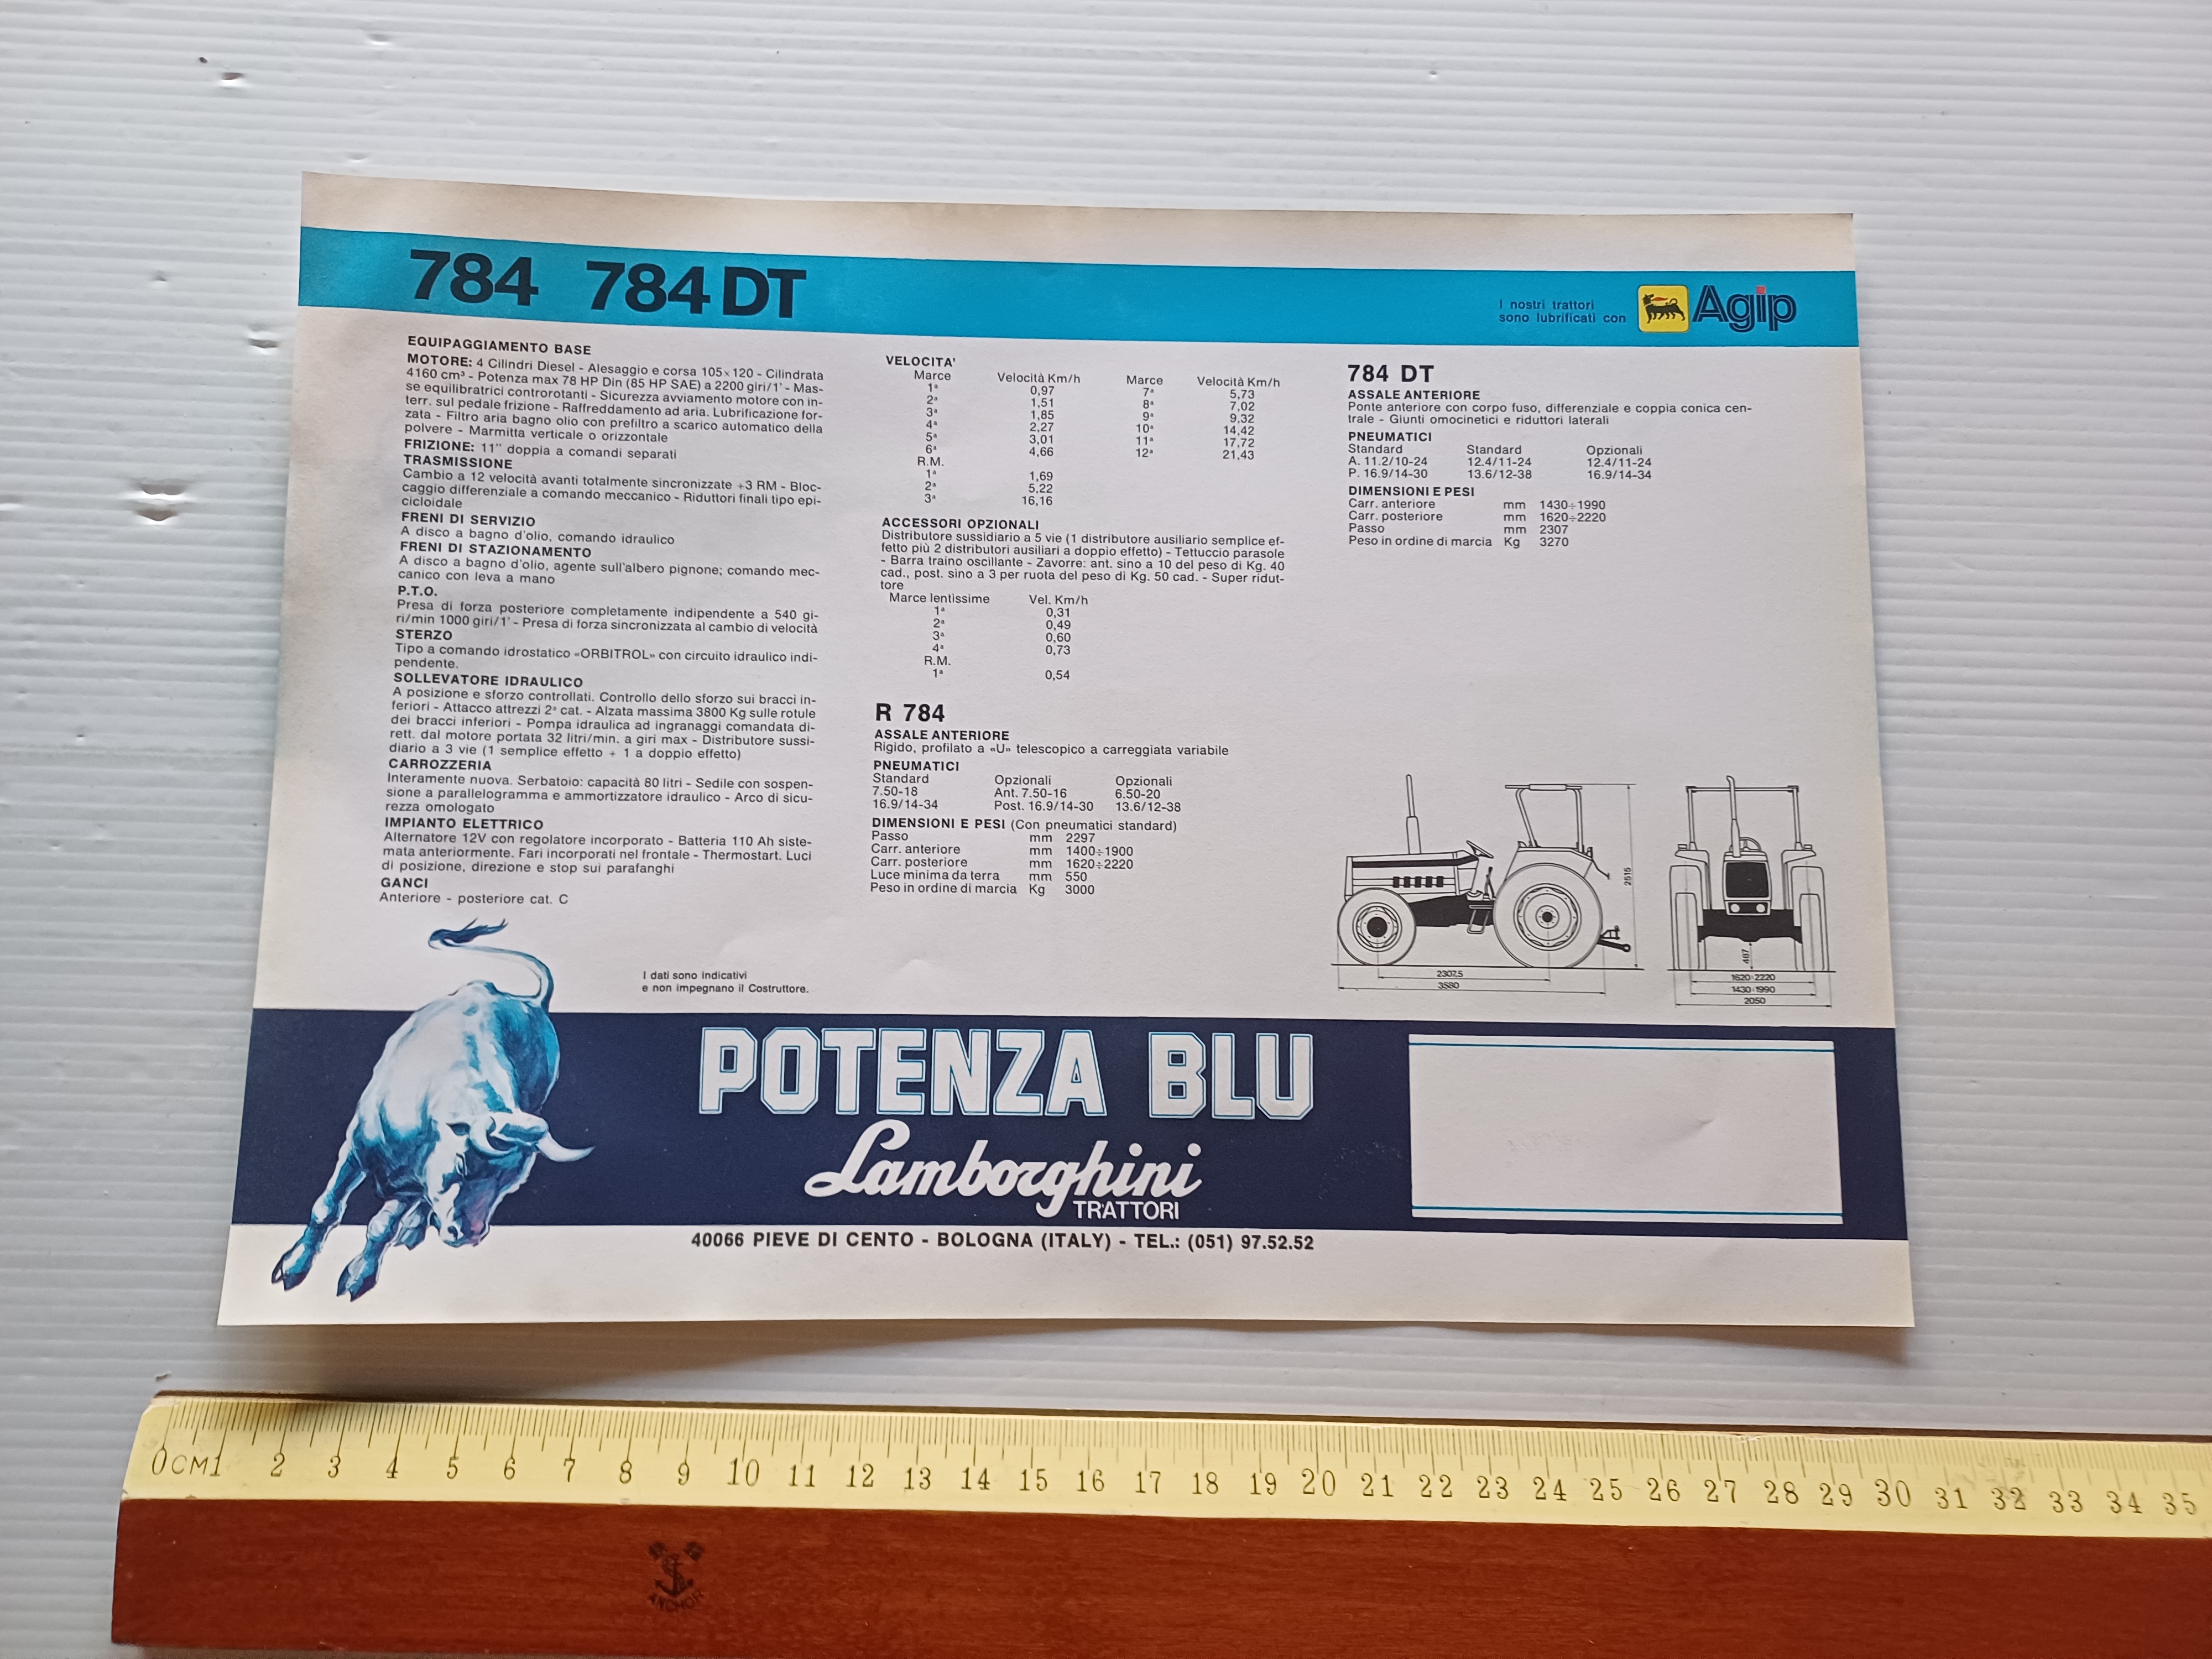 784 784 DT
I nostri trattori
sono lubrificati con
Agip
EQUIPAGGIAMENTO BASE
MOTORE: 4 Cilindri Diesel - Alesaggio e corsa 105×120 - Cilindrata
4160 cm³ - Potenza max 78 HP Din (85 HP SAE) a 2200 giri/1' - Mas-
se equilibratrici controrotanti - Sicurezza avviamento motore con in-
terr. sul pedale frizione - Raffreddamento ad aria. Lubrificazione for-
zata - Filtro aria bagno olio con prefiltro a scarico automatico della
polvere - Marmitta verticale o orizzontale
FRIZIONE: 11" doppia a comandi separati
TRASMISSIONE
Cambio a 12 velocità avanti totalmente sincronizzate +3 RM - Bloc-
caggio differenziale a comando meccanico - Riduttori finali tipo epi-
cicloidale
FRENI DI SERVIZIO
A disco a bagno d'olio, comando idraulico
FRENI DI STAZIONAMENTO
A disco a bagno d'olio, agente sull'albero pignone; comando mec-
canico con leva a mano
P.T.O.
Presa di forza posteriore completamente indipendente a 540 gi-
ri/min 1000 giri/1' - Presa di forza sincronizzata al cambio di velocità
STERZO
Tipo a comando idrostatico «ORBITROL» con circuito idraulico indi-
pendente.
SOLLEVATORE IDRAULICO
A posizione e sforzo controllati. Controllo dello sforzo sui bracci in-
feriori - Attacco attrezzi 2ª cat. - Alzata massima 3800 Kg sulle rotule
dei bracci inferiori - Pompa idraulica ad ingranaggi comandata di-
rett. dal motore portata 32 litri/min. a giri max - Distributore sussi-
diario a 3 vie (1 semplice effetto + 1 a doppio effetto)
CARROZZERIA
Interamente nuova. Serbatoio: capacità 80 litri - Sedile con sospen-
sione a parallelogramma e ammortizzatore idraulico - Arco di sicu-
rezza omologato
IMPIANTO ELETTRICO
Alternatore 12V con regolatore incorporato - Batteria 110 Ah siste-
mata anteriormente. Fari incorporati nel frontale - Thermostart. Luci
di posizione, direzione e stop sui parafanghi
GANCI
Anteriore - posteriore cat. C
I dati sono indicativi
e non impegnano il Costruttore.
VELOCITA'
Marce Velocità Km/h Marce Velocità Km/h
1ª 0,97 7ª 5,73
2ª 1,51 8ª 7,02
3ª 1,85 9ª 9,32
4ª 2,27 10ª 14,42
5ª 3,01 11ª 17,72
6ª 4,66 12ª 21,43
R.M.
1ª 1,69
2ª 5,22
3ª 16,16
ACCESSORI OPZIONALI
Distributore sussidiario a 5 vie (1 distributore ausiliario semplice ef-
fetto più 2 distributori ausiliari a doppio effetto) - Tettuccio parasole
- Barra traino oscillante - Zavorre: ant. sino a 10 del peso di Kg. 40
cad., post. sino a 3 per ruota del peso di Kg. 50 cad. - Super ridut-
tore
Marce lentissime Vel. Km/h
1ª 0,31
2ª 0,49
3ª 0,60
4ª 0,73
R.M.
1ª 0,54
R 784
ASSALE ANTERIORE
Rigido, profilato a «U» telescopico a carreggiata variabile
PNEUMATICI
Standard Opzionali Opzionali
7.50-18 Ant. 7.50-16 6.50-20
16.9/14-34 Post. 16.9/14-30 13.6/12-38
DIMENSIONI E PESI (Con pneumatici standard)
Passo mm 2297
Carr. anteriore mm 1400÷1900
Carr. posteriore mm 1620÷2220
Luce minima da terra mm 550
Peso in ordine di marcia Kg 3000
784 DT
ASSALE ANTERIORE
Ponte anteriore con corpo fuso, differenziale e coppia conica cen-
trale - Giunti omocinetici e riduttori laterali
PNEUMATICI
Standard Standard Opzionali
A. 11.2/10-24 12.4/11-24 12.4/11-24
P. 16.9/14-30 13.6/12-38 16.9/14-34
DIMENSIONI E PESI
Carr. anteriore mm 1430÷1990
Carr. posteriore mm 1620÷2220
Passo mm 2307
Peso in ordine di marcia Kg 3270
2515
2307,5
3580
487
1620÷2220
1430÷1990
2050
POTENZA BLU
Lamborghini
TRATTORI
40066 PIEVE DI CENTO - BOLOGNA (ITALY) - TEL.: (051) 97.52.52
0 CM 1 2 3 4 5 6 7 8 9 10 11 12 13 14 15 16 17 18 19 20 21 22 23 24 25 26 27 28 29 30 31 32 33 34 35
ANCHOR